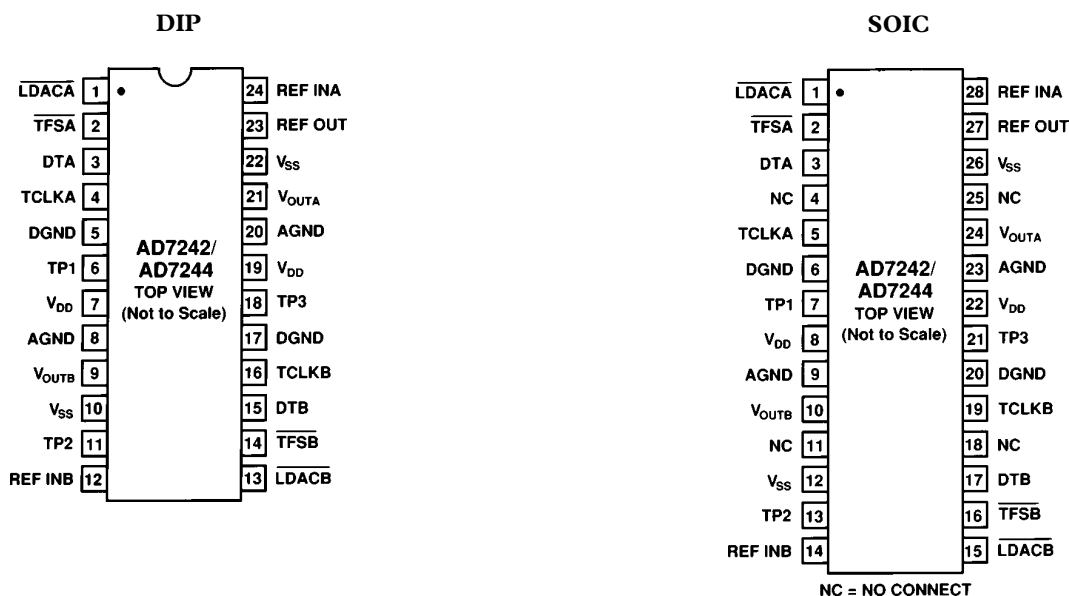 DIP
LDACA 1
TFSA 2
DTA 3
TCLKA 4
DGND 5
TP1 6
VDD 7
AGND 8
VOUTB 9
VSS 10
TP2 11
REF INB 12
AD7242/
AD7244
TOP VIEW
(Not to Scale)
24 REF INA
23 REF OUT
22 VSS
21 VOUTA
20 AGND
19 VDD
18 TP3
17 DGND
16 TCLKB
15 DTB
14 TFSB
13 LDACB
SOIC
LDACA 1
TFSA 2
DTA 3
NC 4
TCLKA 5
DGND 6
TP1 7
VDD 8
AGND 9
VOUTB 10
NC 11
VSS 12
TP2 13
REF INB 14
AD7242/
AD7244
TOP VIEW
(Not to Scale)
28 REF INA
27 REF OUT
26 VSS
25 NC
24 VOUTA
23 AGND
22 VDD
21 TP3
20 DGND
19 TCLKB
18 NC
17 DTB
16 TFSB
15 LDACB
NC = NO CONNECT